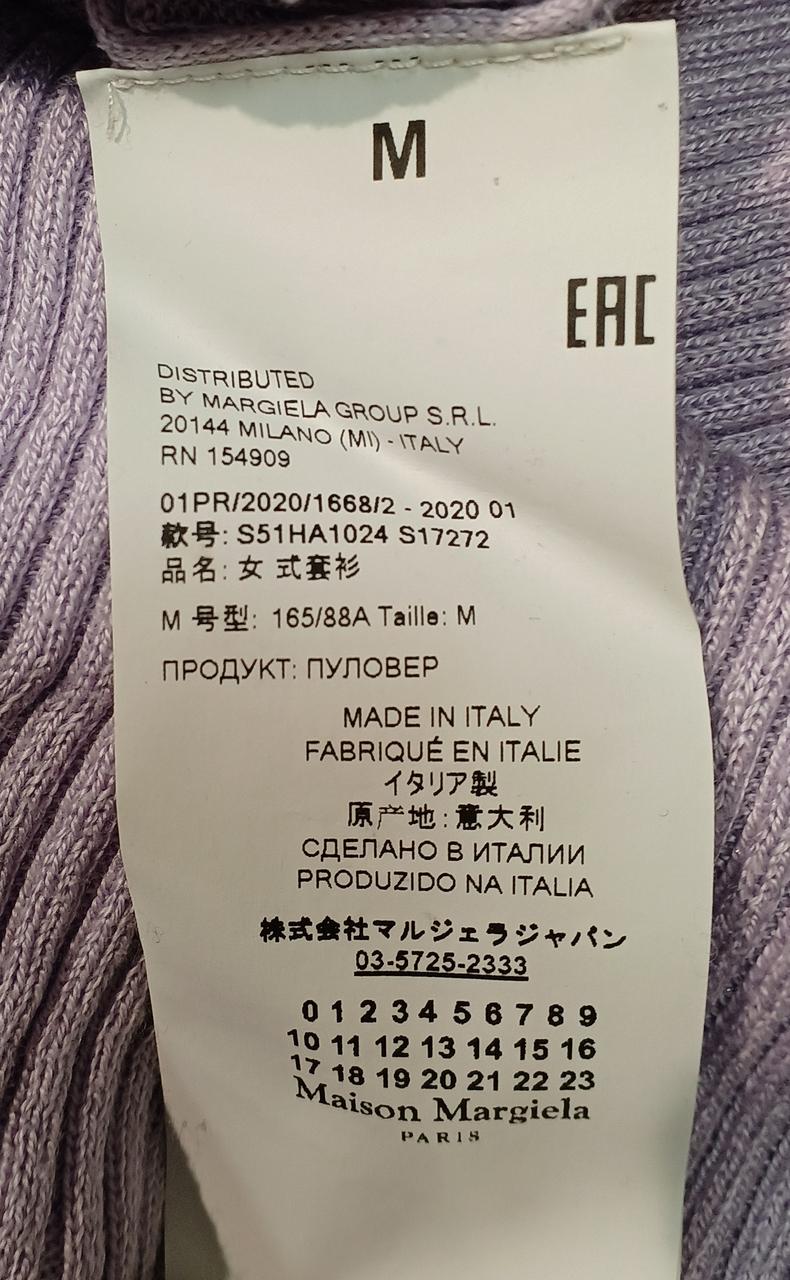 M
EAC
DISTRIBUTED
BY MARGIELA GROUP S.R.L.
20144 MILANO (MI) - ITALY
RN 154909
01PR/2020/1668/2 - 2020 01
款号: S51HA1024 S17272
品名: 女 式套衫
M 号型: 165/88A Taille: M
ПРОДУКТ: ПУЛОВЕР
MADE IN ITALY
FABRIQUÉ EN ITALIE
イタリア製
原产地: 意大利
СДЕЛАНО В ИТАЛИИ
PRODUZIDO NA ITALIA
株式会社マルジェラジャパン
03-5725-2333
0 1 2 3 4 5 6 7 8 9
10 11 12 13 14 15 16
17 18 19 20 21 22 23
Maison Margiela
PARIS